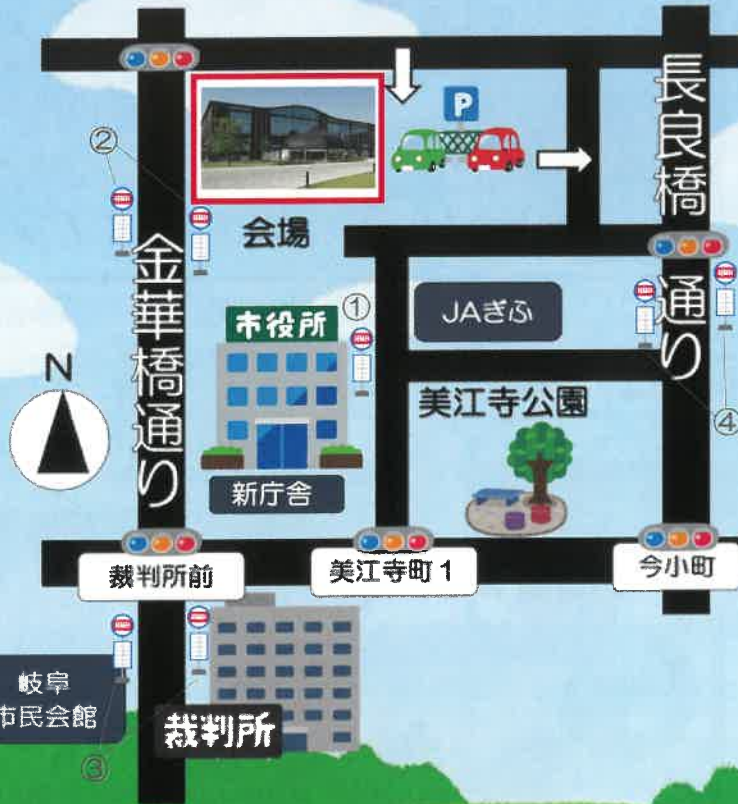 P
②
会場
長良橋通り
金華橋通り
市役所
①
JAぎふ
④
美江寺公園
N
新庁舎
裁判所前
美江寺町1
今小町
岐阜
市民会館
裁判所
③